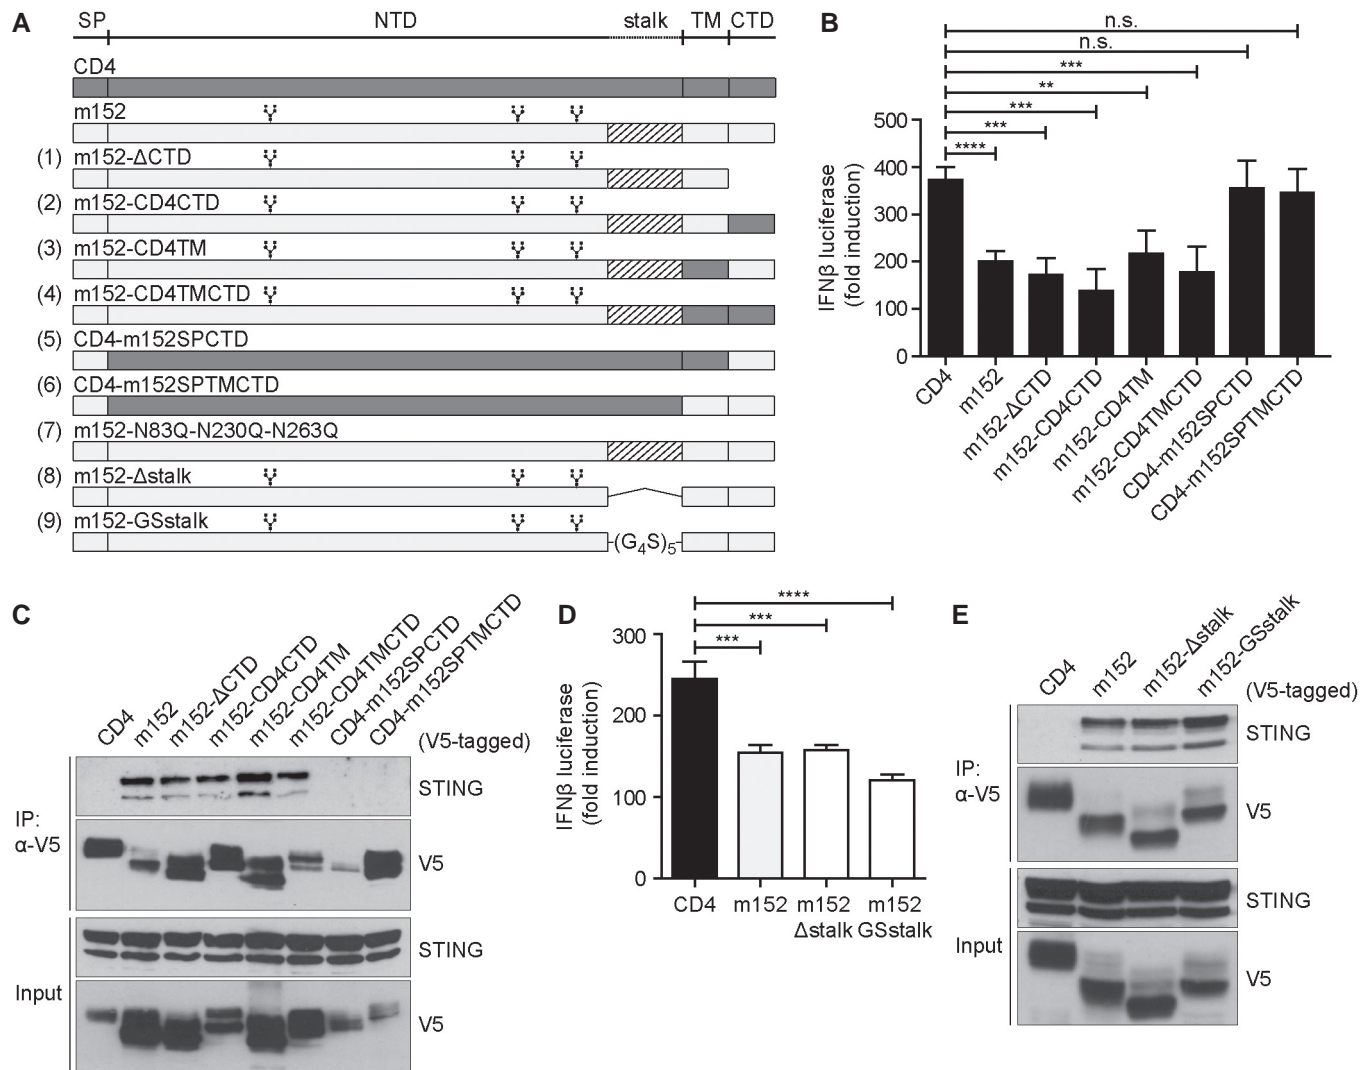 A
SP NTD stalk TM CTD
CD4
m152
(1) m152-ΔCTD
(2) m152-CD4CTD
(3) m152-CD4TM
(4) m152-CD4TMCTD
(5) CD4-m152SPCTD
(6) CD4-m152SPTMCTD
(7) m152-N83Q-N230Q-N263Q
(8) m152-Δstalk
(9) m152-GSstalk
(G4S)5
B
n.s.
n.s.
***
**
***
***
****
IFNβ luciferase
(fold induction)
500
400
300
200
100
0
CD4
m152
m152-ΔCTD
m152-CD4CTD
m152-CD4TM
m152-CD4TMCTD
CD4-m152SPCTD
CD4-m152SPTMCTD
C
CD4
m152
m152-ΔCTD
m152-CD4CTD
m152-CD4TM
m152-CD4TMCTD
CD4-m152SPCTD
CD4-m152SPTMCTD
(V5-tagged)
IP:
α-V5
STING
V5
Input
STING
V5
D
****
***
***
IFNβ luciferase
(fold induction)
300
200
100
0
CD4 m152 m152 m152
Δstalk GSstalk
E
CD4
m152
m152-Δstalk
m152-GSstalk
(V5-tagged)
IP:
α-V5
STING
V5
Input
STING
V5